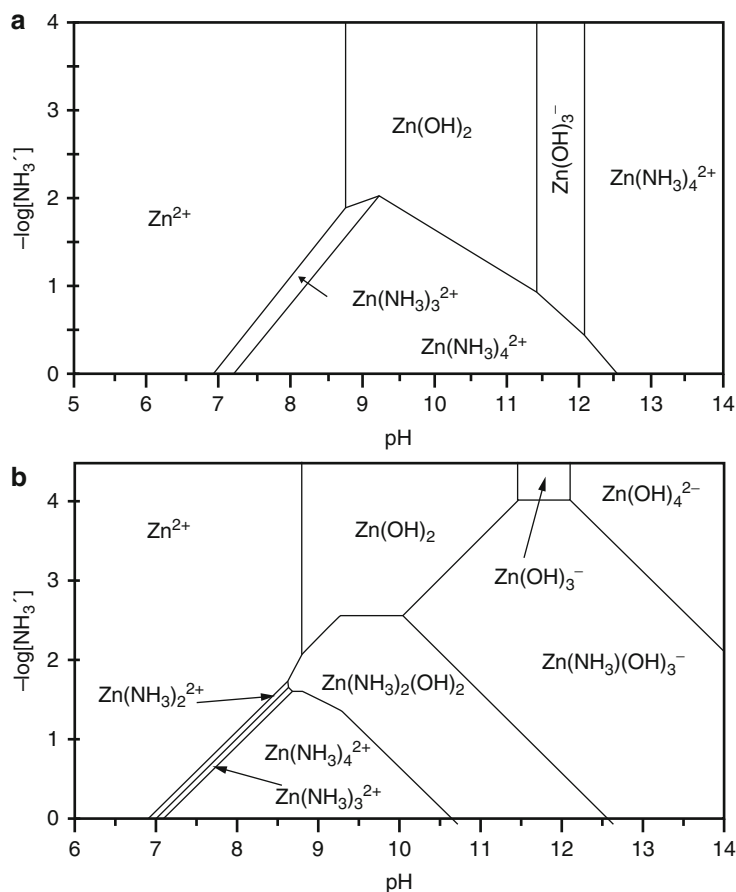 a
4
3
2
1
0
–log[NH₃′]
Zn²⁺
Zn(OH)₂
Zn(OH)₃⁻
Zn(NH₃)₄²⁺
Zn(NH₃)₃²⁺
Zn(NH₃)₄²⁺
5 6 7 8 9 10 11 12 13 14
pH
b
4
3
2
1
0
–log[NH₃′]
Zn²⁺
Zn(OH)₂
Zn(OH)₄²⁻
Zn(OH)₃⁻
Zn(NH₃)(OH)₃⁻
Zn(NH₃)₂²⁺
Zn(NH₃)₂(OH)₂
Zn(NH₃)₄²⁺
Zn(NH₃)₃²⁺
6 7 8 9 10 11 12 13 14
pH